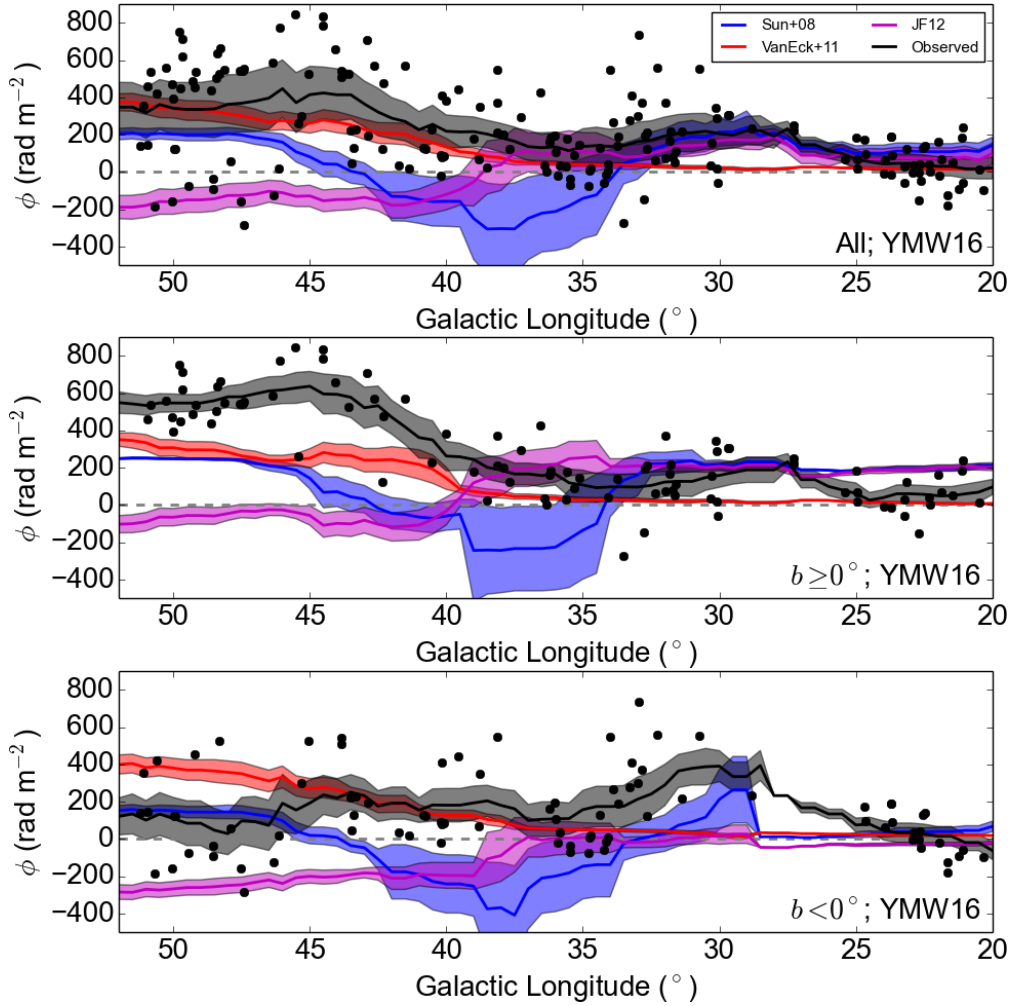 800
600
400
200
0
−200
−400
ϕ (rad m−2)
Sun+08
VanEck+11
JF12
Observed
All; YMW16
50 45 40 35 30 25 20
Galactic Longitude (°)
800
600
400
200
0
−200
−400
ϕ (rad m−2)
b≥0°; YMW16
50 45 40 35 30 25 20
Galactic Longitude (°)
800
600
400
200
0
−200
−400
ϕ (rad m−2)
b<0°; YMW16
50 45 40 35 30 25 20
Galactic Longitude (°)